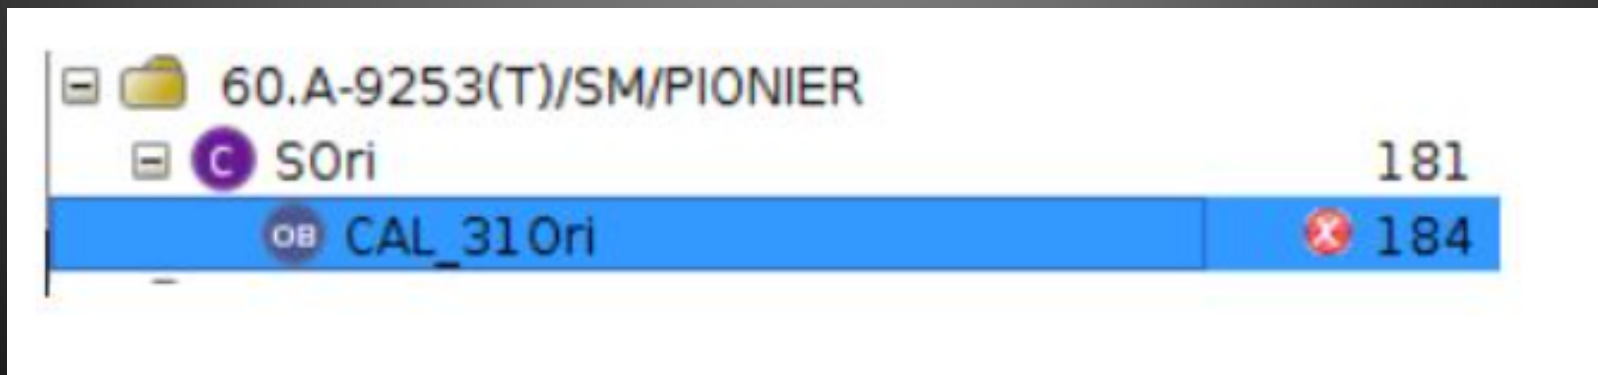 60.A-9253(T)/SM/PIONIER
C SOri 181
OB CAL_31Ori X 184